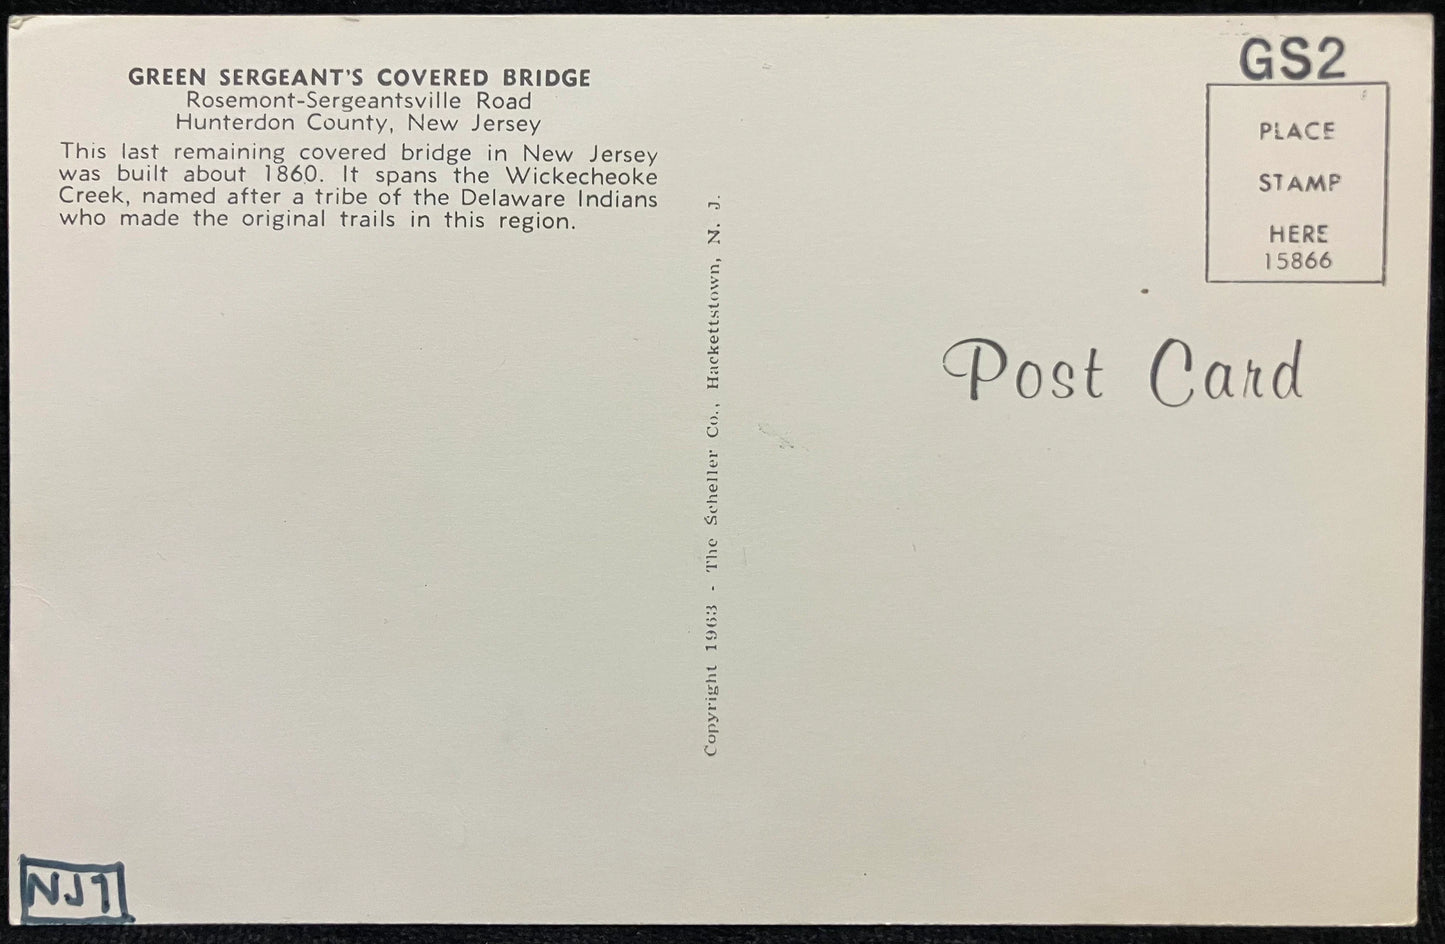 GREEN SERGEANT'S COVERED BRIDGE
Rosemont-Sergeantsville Road
Hunterdon County, New Jersey
This last remaining covered bridge in New Jersey
was built about 1860. It spans the Wickecheoke
Creek, named after a tribe of the Delaware Indians
who made the original trails in this region.
Copyright 1963 - The Scheller Co., Hackettstown, N. J.
GS2
PLACE
STAMP
HERE
15866
Post Card
NJ1